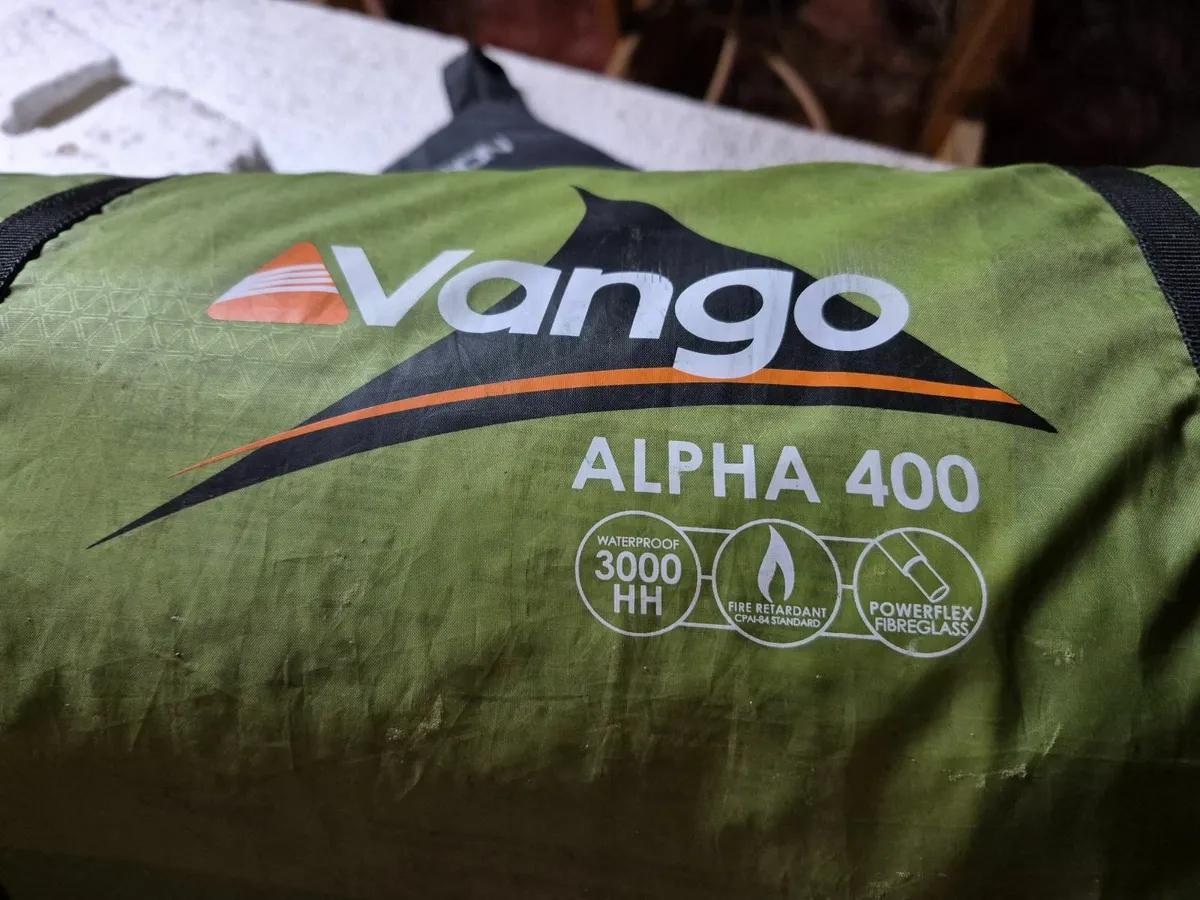 Vango
ALPHA 400
WATERPROOF
3000
HH
FIRE RETARDANT
CPAI-84 STANDARD
POWERFLEX
FIBREGLASS